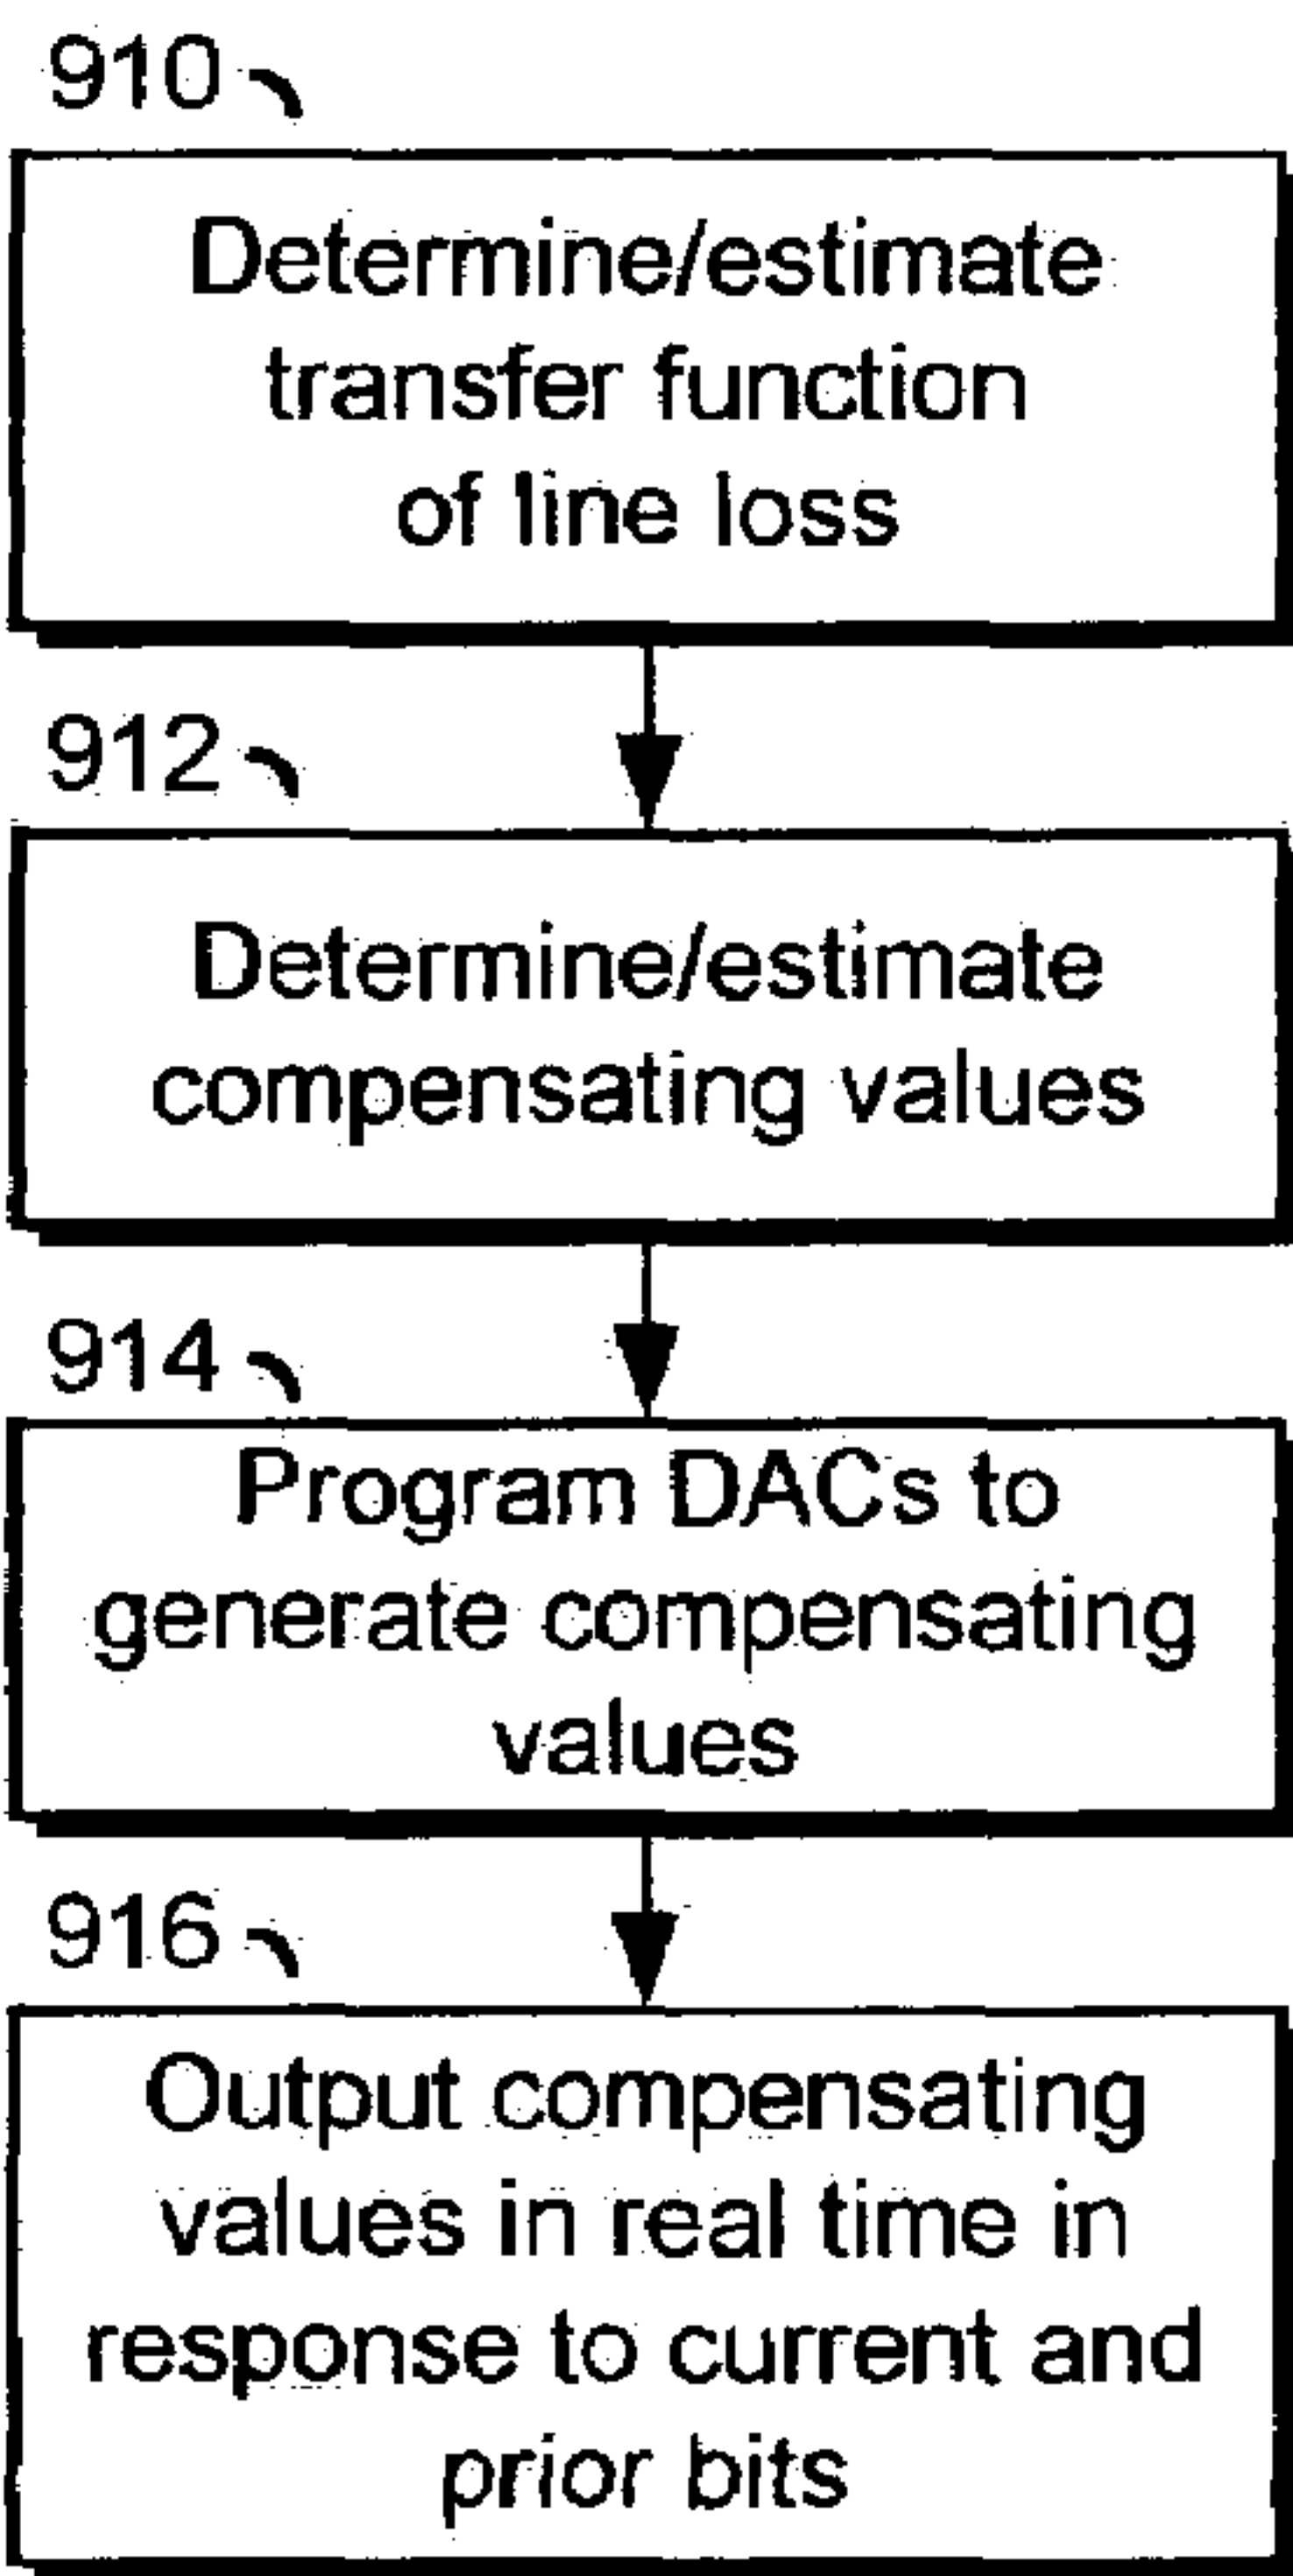 910
Determine/estimate
transfer function
of line loss
912
Determine/estimate
compensating values
914
Program DACs to
generate compensating
values
916
Output compensating
values in real time in
response to current and
prior bits